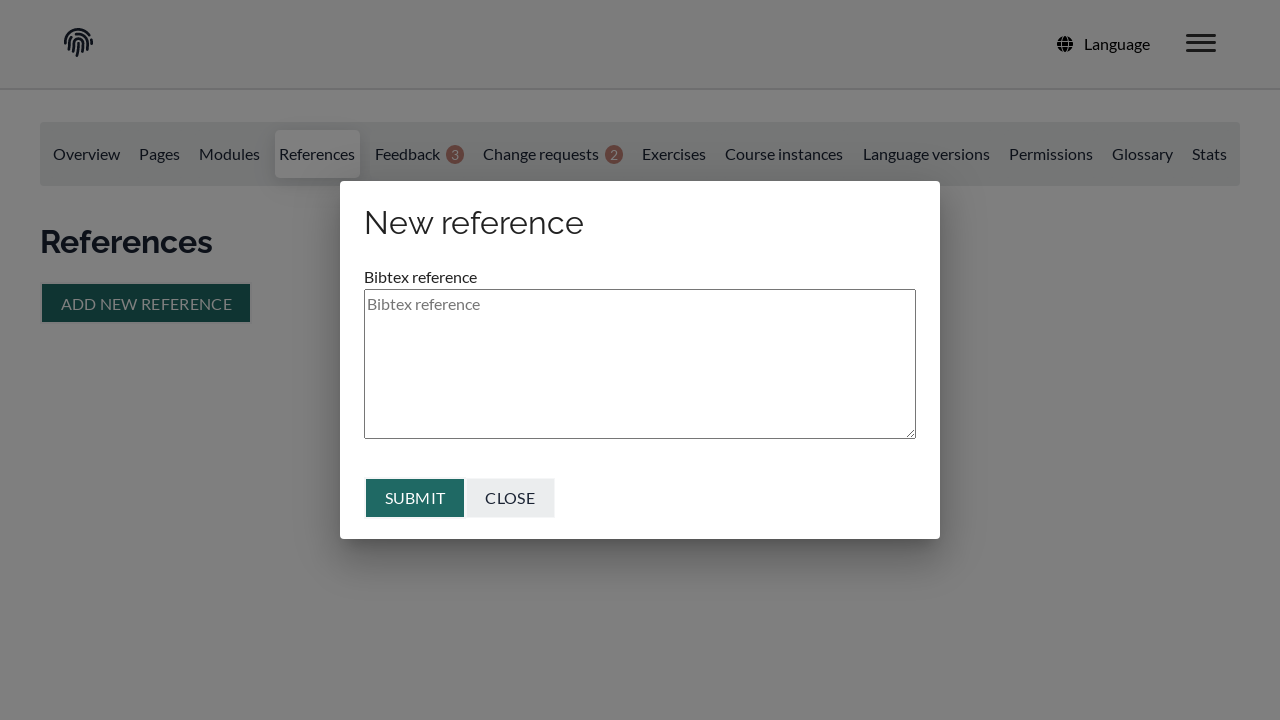 Language
Overview Pages Modules References Feedback 3 Change requests 2 Exercises Course instances Language versions Permissions Glossary Stats
References
ADD NEW REFERENCE
New reference
Bibtex reference
Bibtex reference
SUBMIT CLOSE